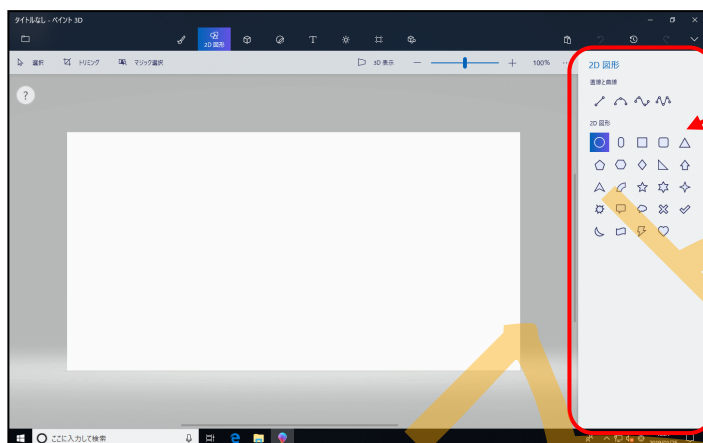 タイトルなし - ペイント 3D
2D 図形
選択
トリミング
マジック選択
3D 表示
100%
2D 図形
直線と曲線
2D 図形
ここに入力して検索